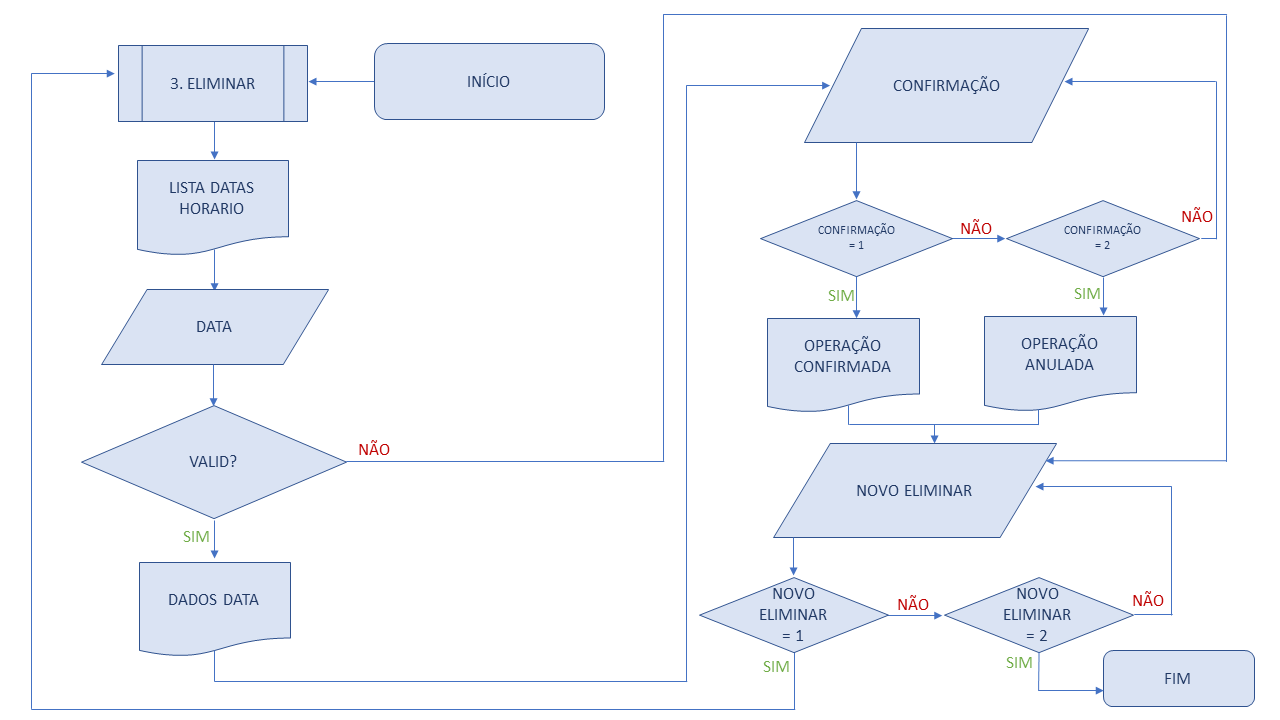 3. ELIMINAR
INÍCIO
LISTA DATAS
HORARIO
DATA
VALID?
NÃO
SIM
DADOS DATA
CONFIRMAÇÃO
CONFIRMAÇÃO
= 1
NÃO
CONFIRMAÇÃO
= 2
NÃO
SIM
SIM
OPERAÇÃO
CONFIRMADA
OPERAÇÃO
ANULADA
NOVO ELIMINAR
NOVO
ELIMINAR
= 1
NÃO
NOVO
ELIMINAR
= 2
NÃO
SIM
SIM
FIM